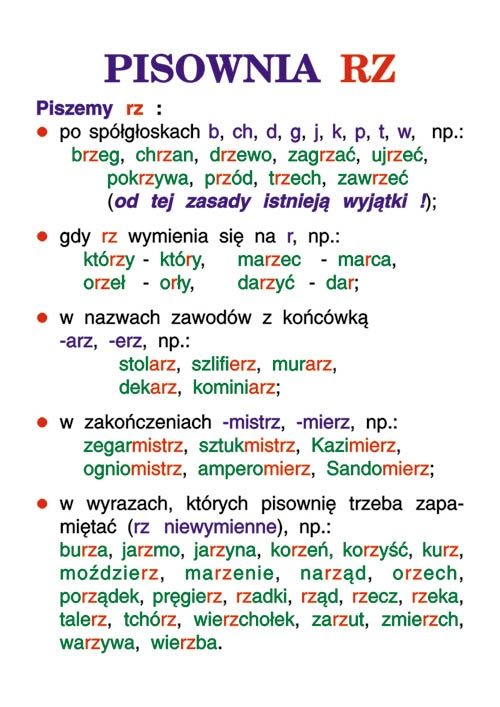 PISOWNIA RZ
Piszemy rz :
● po spółgłoskach b, ch, d, g, j, k, p, t, w, np.:
brzeg, chrzan, drzewo, zagrzać, ujrzeć,
pokrzywa, przód, trzech, zawrzeć
(od tej zasady istnieją wyjątki !);
● gdy rz wymienia się na r, np.:
którzy - który, marzec - marca,
orzeł - orły, darzyć - dar;
● w nazwach zawodów z końcówką
-arz, -erz, np.:
stolarz, szlifierz, murarz,
dekarz, kominiarz;
● w zakończeniach -mistrz, -mierz, np.:
zegarmistrz, sztukmistrz, Kazimierz,
ogniomistrz, amperomierz, Sandomierz;
● w wyrazach, których pisownię trzeba zapa-
miętać (rz niewymienne), np.:
burza, jarzmo, jarzyna, korzeń, korzyść, kurz,
moździerz, marzenie, narząd, orzech,
porządek, pręgierz, rzadki, rząd, rzecz, rzeka,
talerz, tchórz, wierzchołek, zarzut, zmierzch,
warzywa, wierzba.